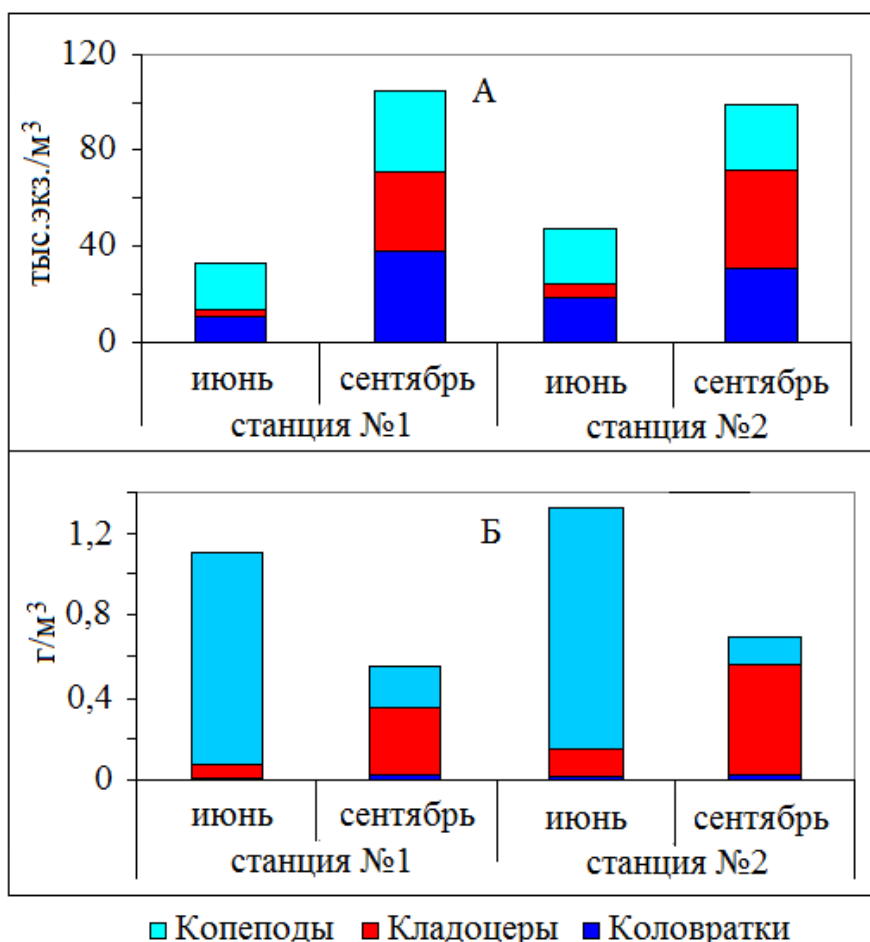 120
А
80
тыс.экз./м³
40
0
июнь сентябрь июнь сентябрь
станция №1 станция №2
1,2
Б
0,8
г/м³
0,4
0
июнь сентябрь июнь сентябрь
станция №1 станция №2
Копеподы Кладоцеры Коловратки